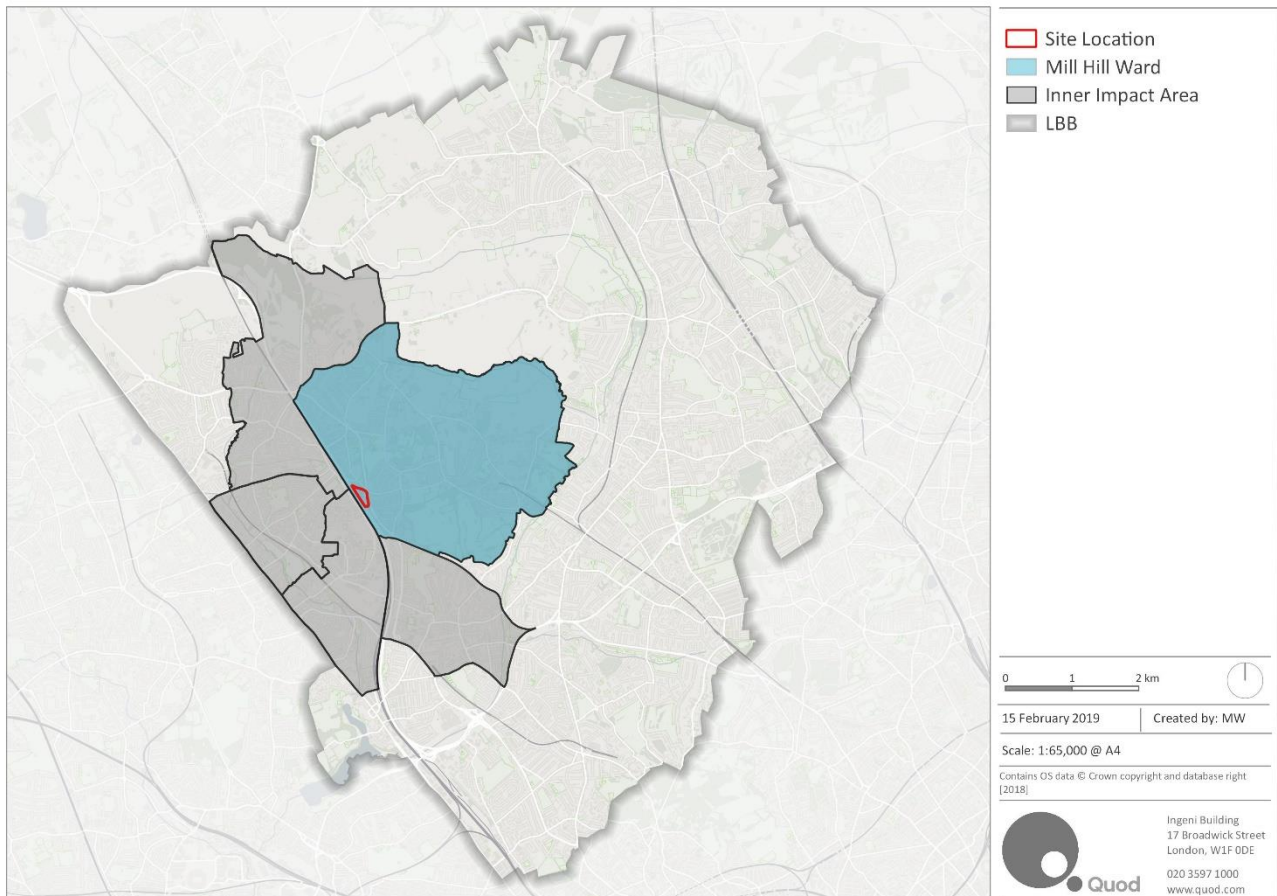 Site Location
Mill Hill Ward
Inner Impact Area
LBB
0 1 2 km
15 February 2019 Created by: MW
Scale: 1:65,000 @ A4
Contains OS data © Crown copyright and database right
[2018]
Quod
Ingeni Building
17 Broadwick Street
London, W1F 0DE
020 3597 1000
www.quod.com